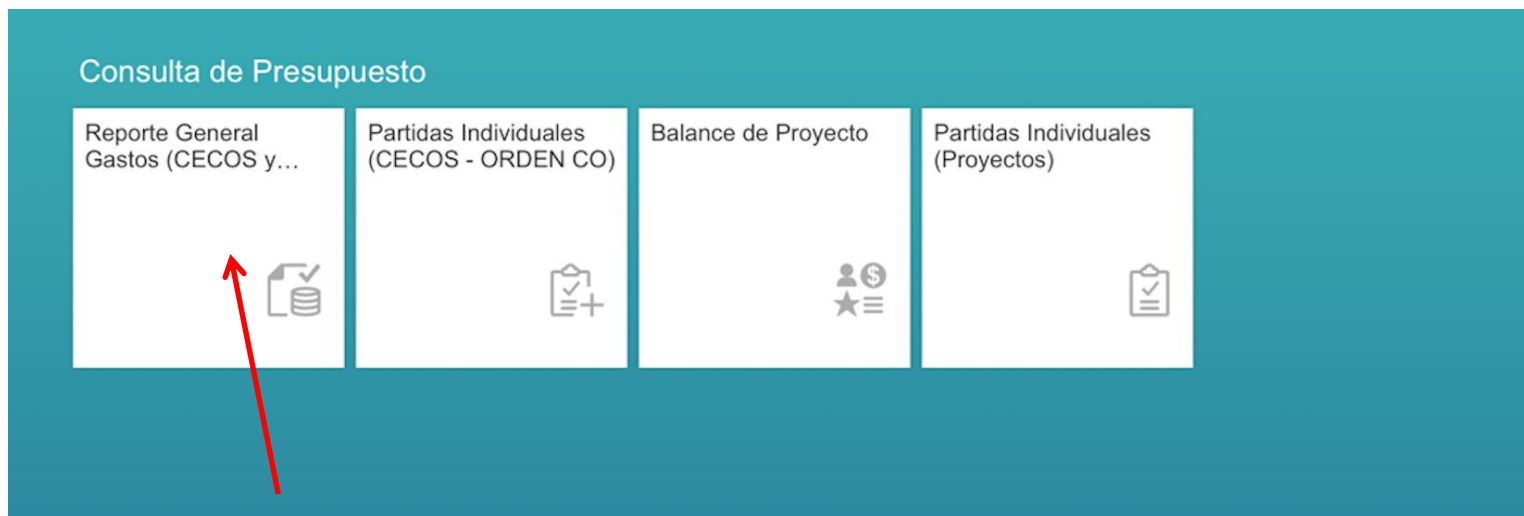 Consulta de Presupuesto
Reporte General
Gastos (CECOS y...
Partidas Individuales
(CECOS - ORDEN CO)
Balance de Proyecto
Partidas Individuales
(Proyectos)